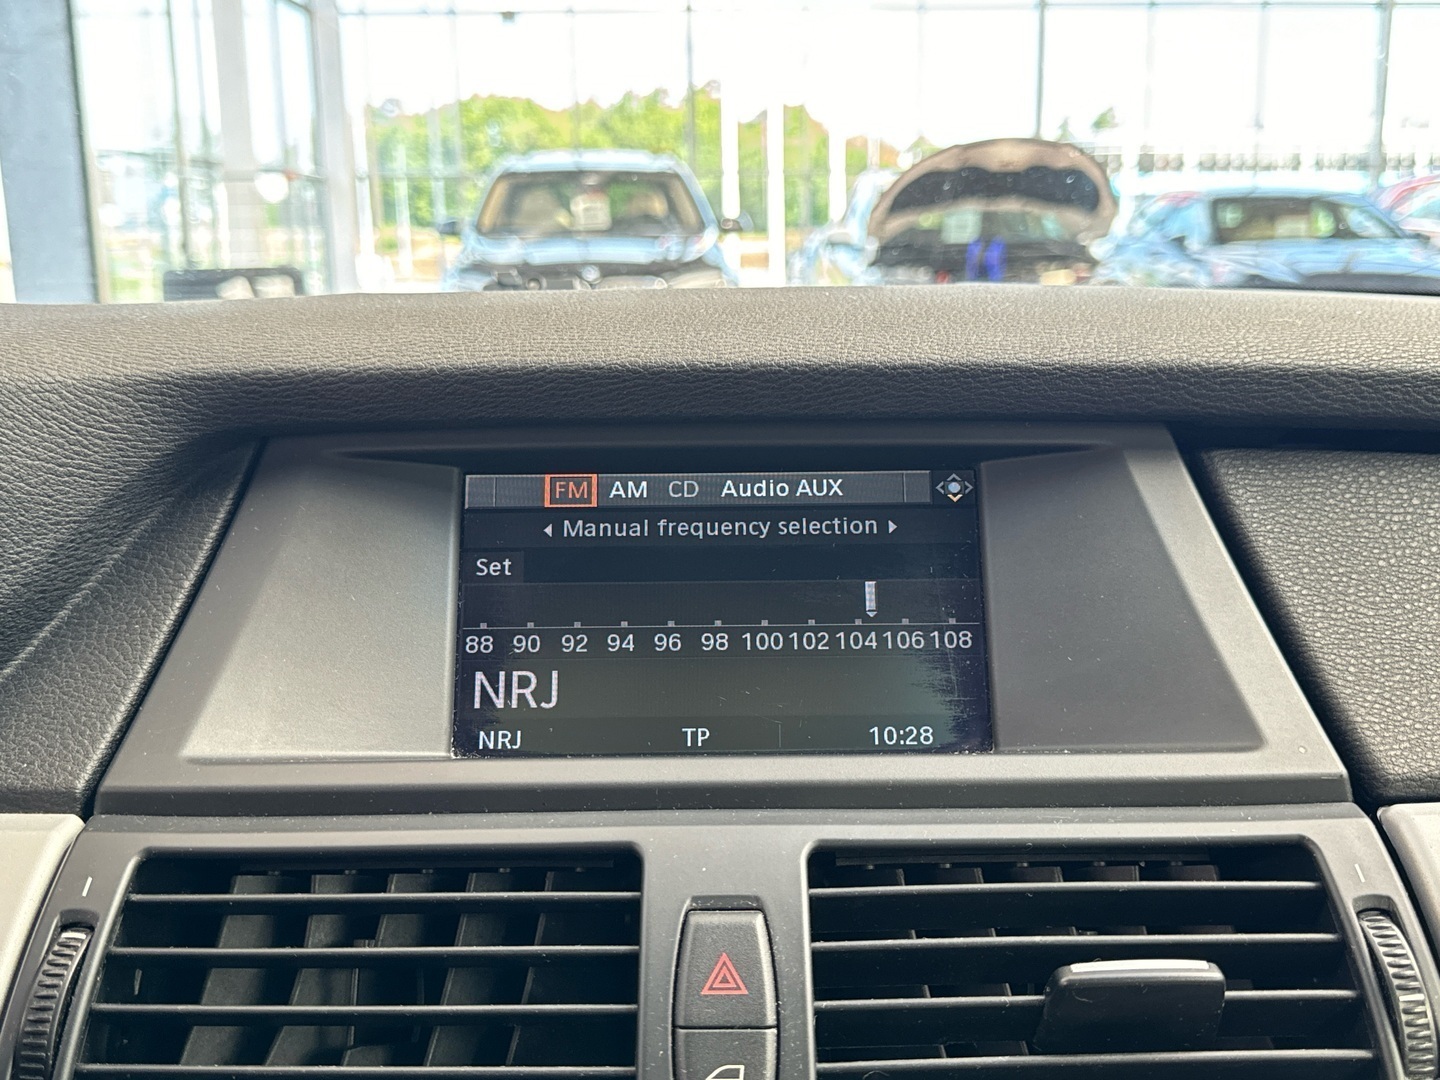 FM AM CD Audio AUX
Manual frequency selection
Set
88 90 92 94 96 98 100 102 104 106 108
NRJ
NRJ TP 10:28